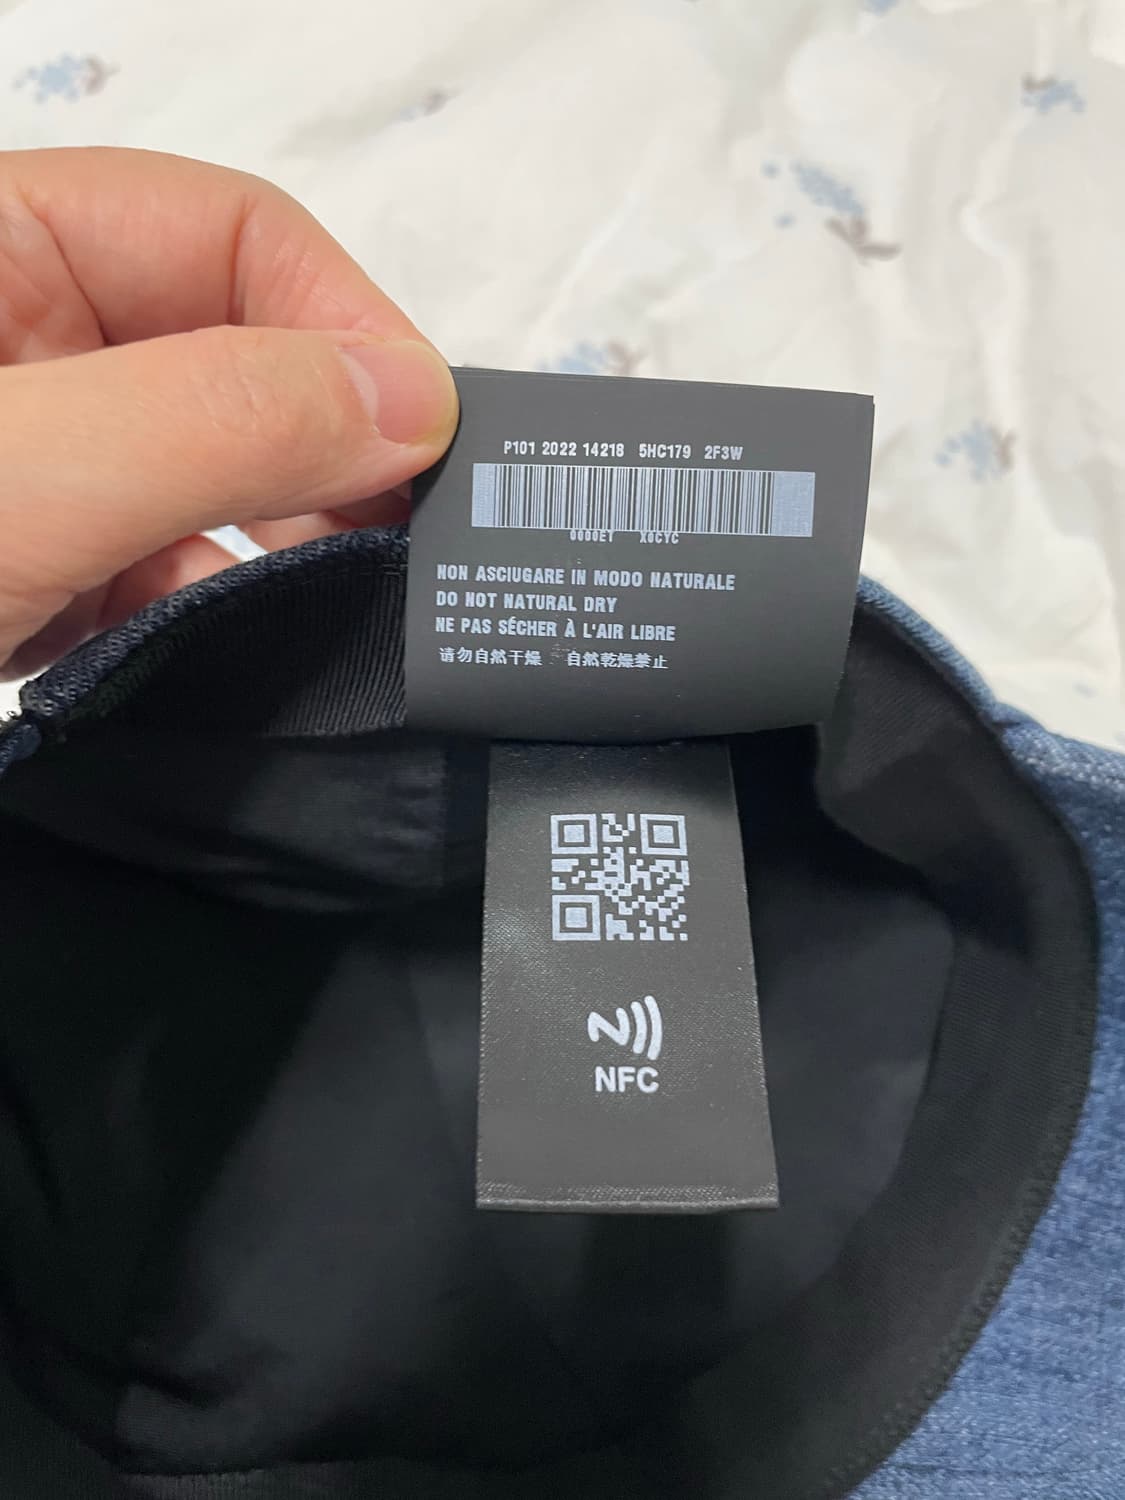 P101 2022 14218 5HC179 2F3W
0000ET X0CYC
NON ASCIUGARE IN MODO NATURALE
DO NOT NATURAL DRY
NE PAS SÉCHER À L'AIR LIBRE
请勿自然干燥 自然乾燥禁止
NFC